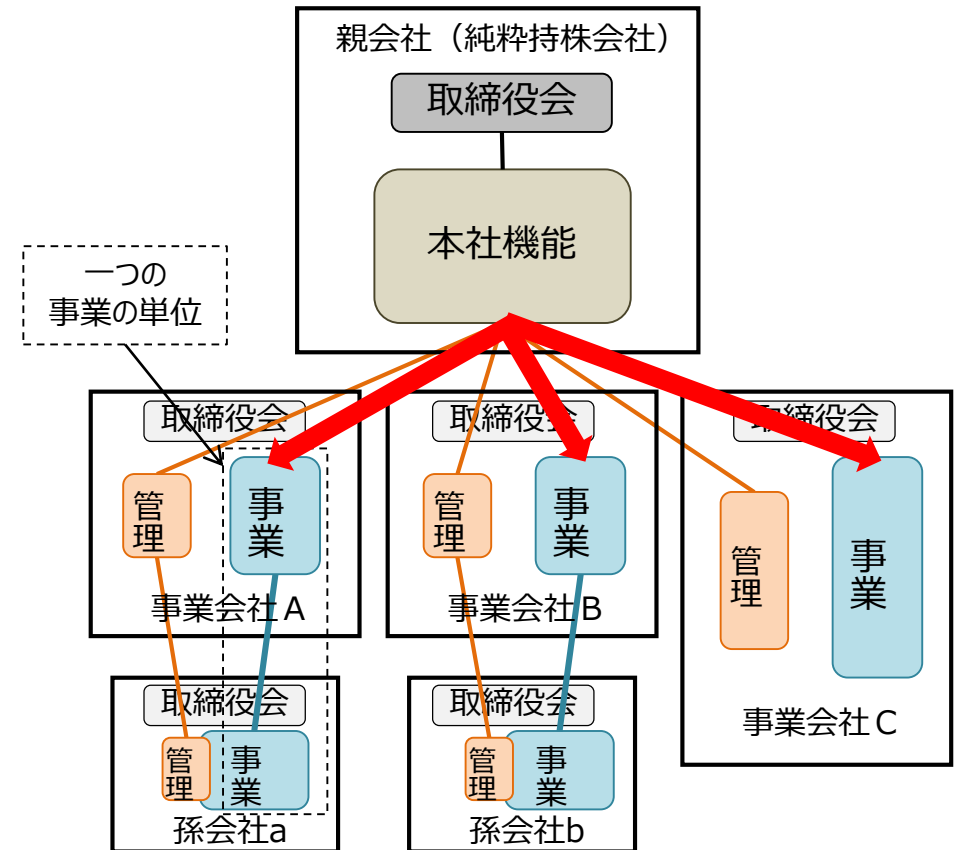 親会社（純粋持株会社）
取締役会
本社機能
一つの
事業の単位
取締役会
管理
事業
事業会社Ａ
取締役会
管理
事業
事業会社Ｂ
取締役会
管理
事業
事業会社Ｃ
取締役会
管理
事業
孫会社a
取締役会
管理
事業
孫会社b